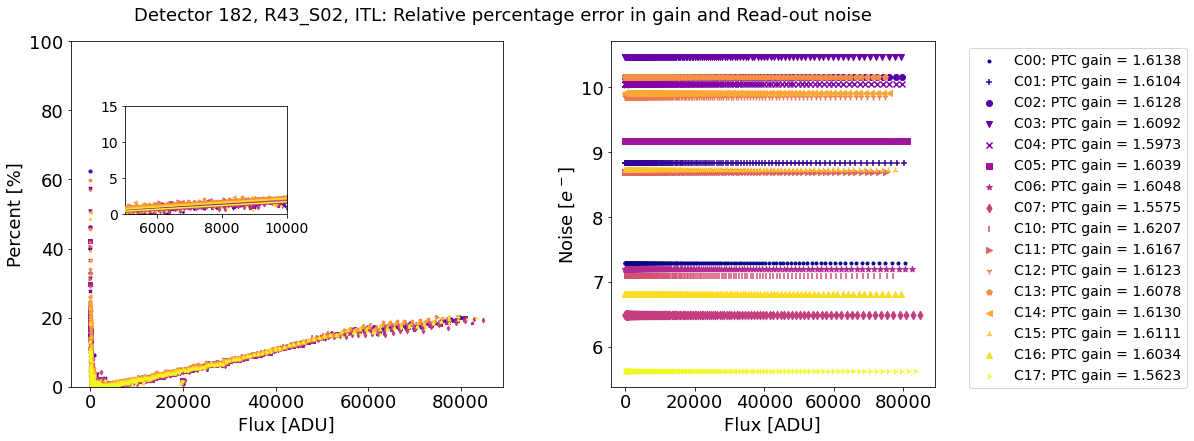 Detector 182, R43_S02, ITL: Relative percentage error in gain and Read-out noise
100
80
60
40
20
0
Percent [%]
15
10
5
0
6000 8000 10000
0 20000 40000 60000 80000
Flux [ADU]
10
9
8
7
6
Noise [e⁻]
0 20000 40000 60000 80000
Flux [ADU]
C00: PTC gain = 1.6138
C01: PTC gain = 1.6104
C02: PTC gain = 1.6128
C03: PTC gain = 1.6092
C04: PTC gain = 1.5973
C05: PTC gain = 1.6039
C06: PTC gain = 1.6048
C07: PTC gain = 1.5575
C10: PTC gain = 1.6207
C11: PTC gain = 1.6167
C12: PTC gain = 1.6123
C13: PTC gain = 1.6078
C14: PTC gain = 1.6130
C15: PTC gain = 1.6111
C16: PTC gain = 1.6034
C17: PTC gain = 1.5623